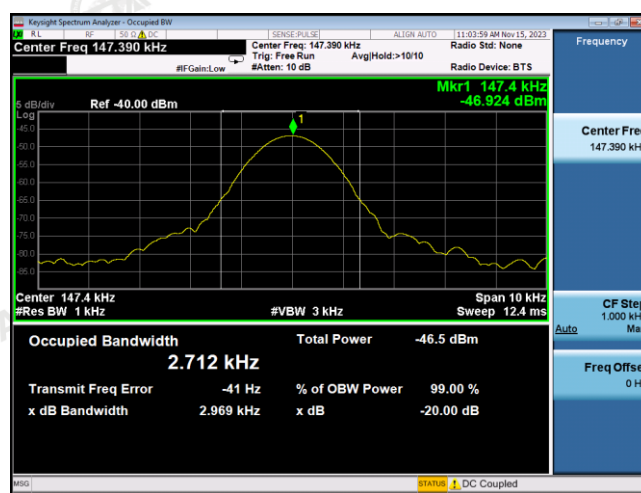 Keysight Spectrum Analyzer - Occupied BW
RL RF 50 Ω DC SENSE:PULSE ALIGN AUTO 11:03:59 AM Nov 15, 2023
Center Freq 147.390 kHz Center Freq: 147.390 kHz Radio Std: None Frequency
Trig: Free Run Avg|Hold:>10/10
#IFGain:Low #Atten: 10 dB Radio Device: BTS
Mkr1 147.4 kHz
5 dB/div Ref -40.00 dBm -46.924 dBm
Log
-45.0
1
-50.0
Center Fre
147.390 kH
-55.0
-60.0
-65.0
-70.0
-75.0
-80.0
-85.0
Center 147.4 kHz Span 10 kHz
#Res BW 1 kHz #VBW 3 kHz Sweep 12.4 ms
CF Ste
1.000 kH
Auto Ma
Occupied Bandwidth Total Power -46.5 dBm
2.712 kHz
Freq Offse
0 H
Transmit Freq Error -41 Hz % of OBW Power 99.00 %
x dB Bandwidth 2.969 kHz x dB -20.00 dB
MSG STATUS ! DC Coupled